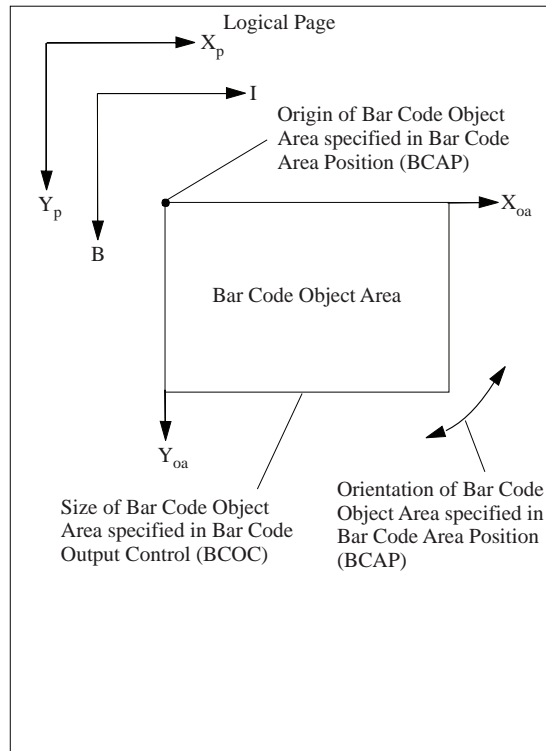 Logical Page
Xp
I
Origin of Bar Code Object
Area specified in Bar Code
Area Position (BCAP)
Yp
Xoa
B
Bar Code Object Area
Yoa
Size of Bar Code Object
Area specified in Bar Code
Output Control (BCOC)
Orientation of Bar Code
Object Area specified in
Bar Code Area Position
(BCAP)